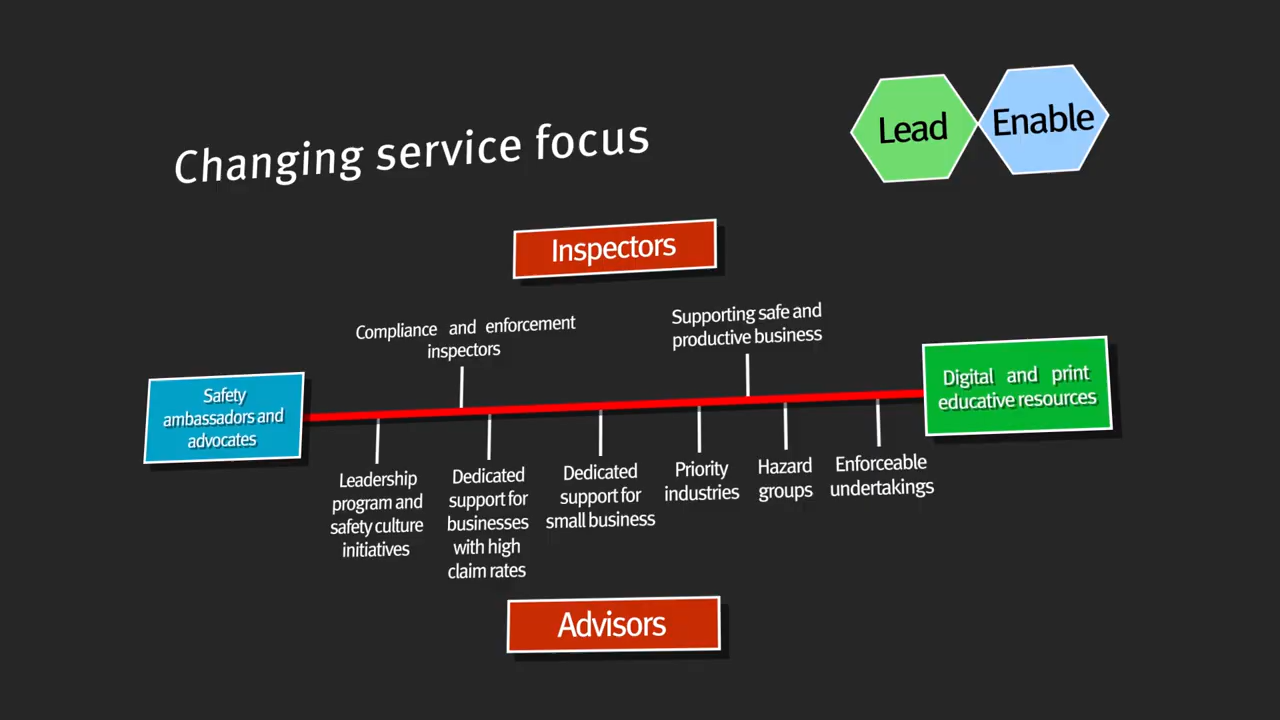 Changing service focus
Lead
Enable
Inspectors
Compliance and enforcement
inspectors
Supporting safe and
productive business
Safety
ambassadors and
advocates
Digital and print
educative resources
Leadership
program and
safety culture
initiatives
Dedicated
support for
businesses
with high
claim rates
Dedicated
support for
small business
Priority
industries
Hazard
groups
Enforceable
undertakings
Advisors